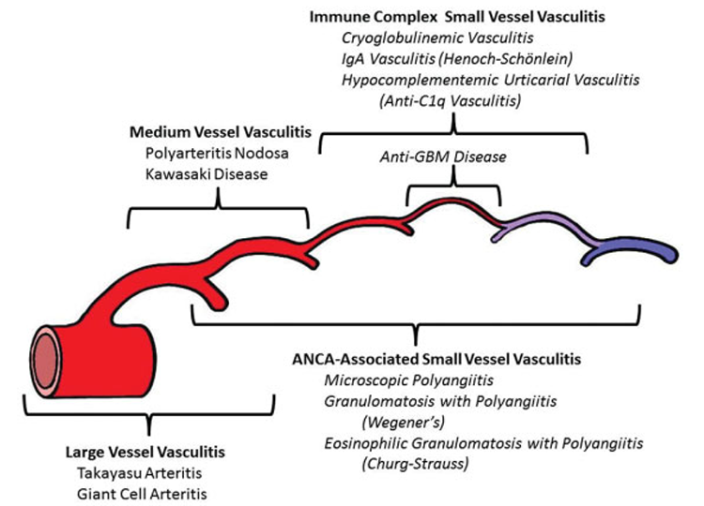 Immune Complex Small Vessel Vasculitis
Cryoglobulinemic Vasculitis
IgA Vasculitis (Henoch-Schönlein)
Hypocomplementemic Urticarial Vasculitis
(Anti-C1q Vasculitis)
Medium Vessel Vasculitis
Polyarteritis Nodosa
Kawasaki Disease
Anti-GBM Disease
ANCA-Associated Small Vessel Vasculitis
Microscopic Polyangiitis
Granulomatosis with Polyangiitis
(Wegener's)
Eosinophilic Granulomatosis with Polyangiitis
(Churg-Strauss)
Large Vessel Vasculitis
Takayasu Arteritis
Giant Cell Arteritis